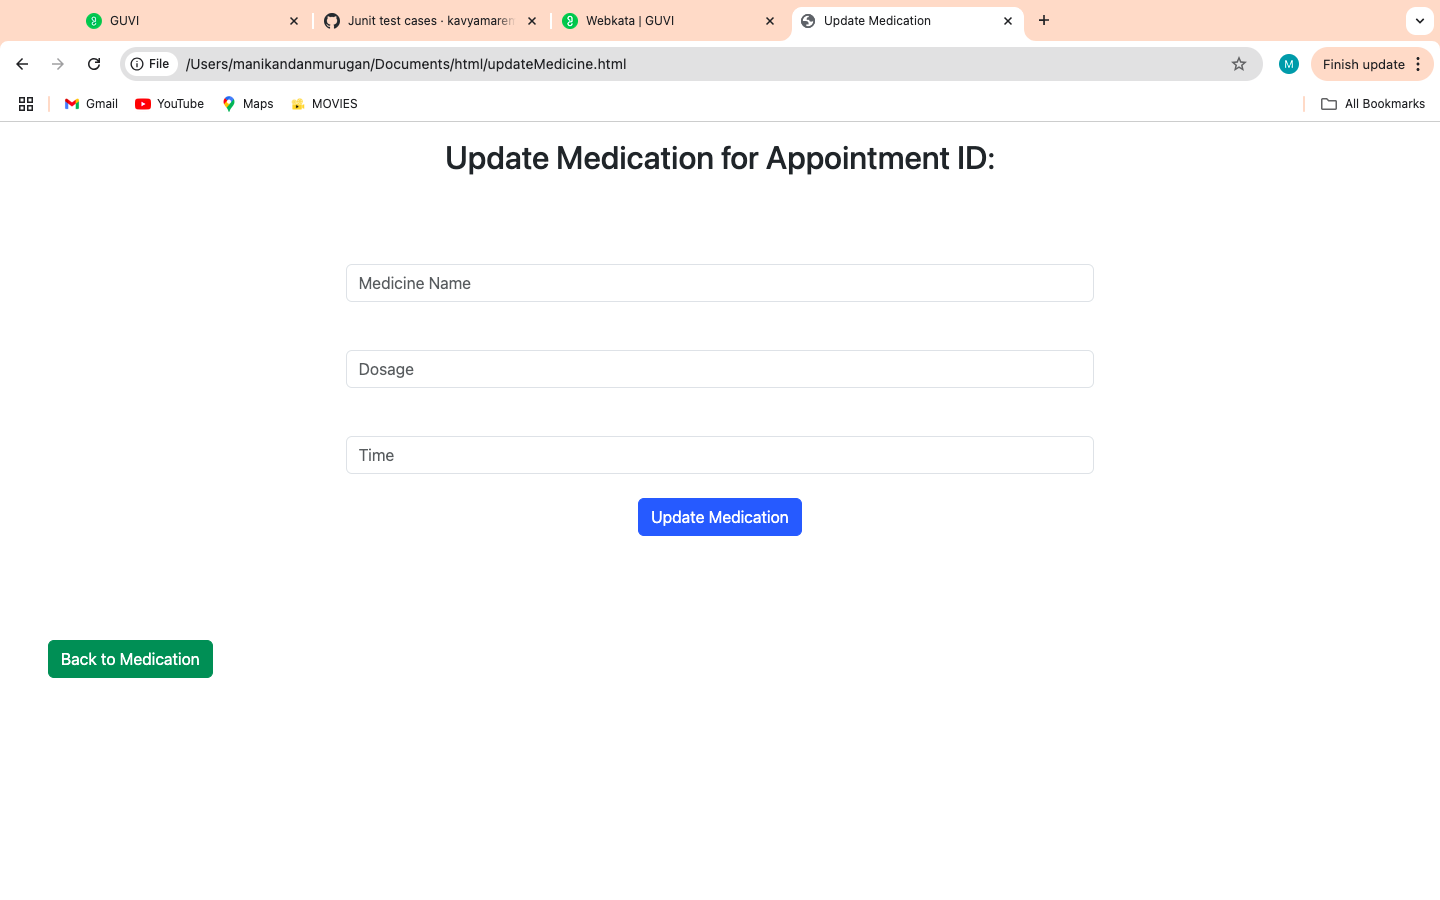 GUVI
Junit test cases · kavyamaren
Webkata | GUVI
Update Medication
File
/Users/manikandanmurugan/Documents/html/updateMedicine.html
M
Finish update
Gmail
YouTube
Maps
MOVIES
All Bookmarks
Update Medication for Appointment ID:
Medicine Name
Dosage
Time
Update Medication
Back to Medication